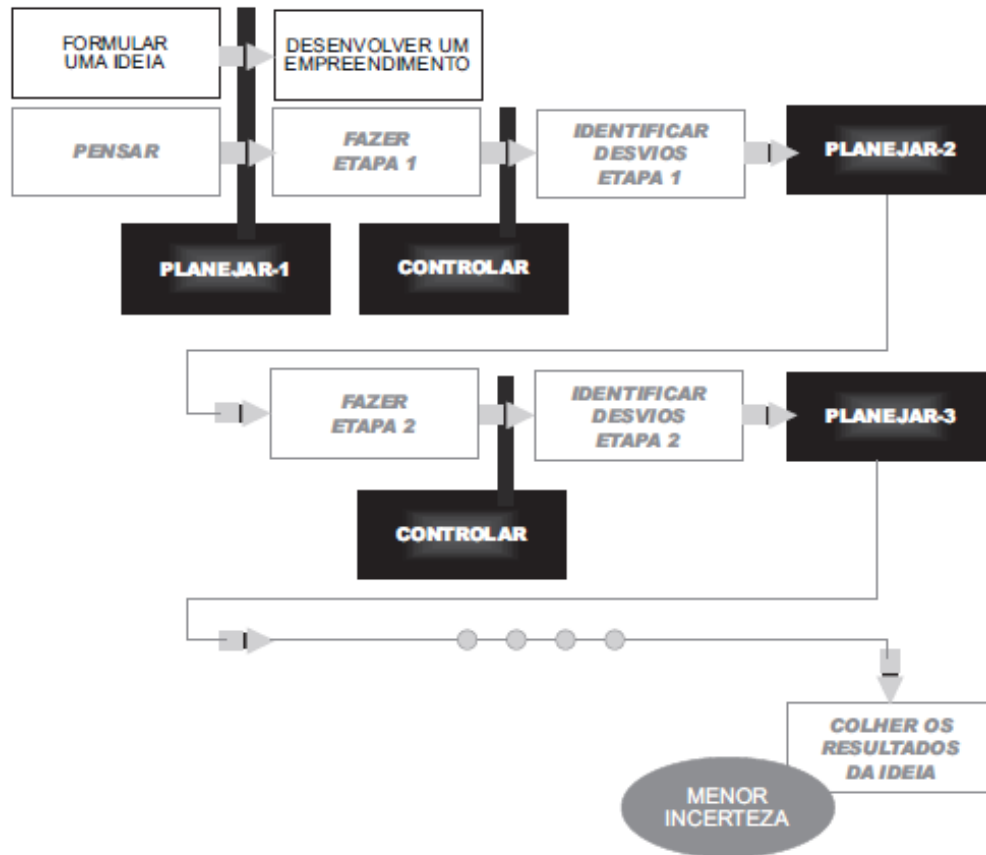 FORMULAR
UMA IDEIA
DESENVOLVER UM
EMPREENDIMENTO
PENSAR
FAZER
ETAPA 1
IDENTIFICAR
DESVIOS
ETAPA 1
PLANEJAR-2
PLANEJAR-1
CONTROLAR
FAZER
ETAPA 2
IDENTIFICAR
DESVIOS
ETAPA 2
PLANEJAR-3
CONTROLAR
COLHER OS
RESULTADOS
DA IDEIA
MENOR
INCERTEZA